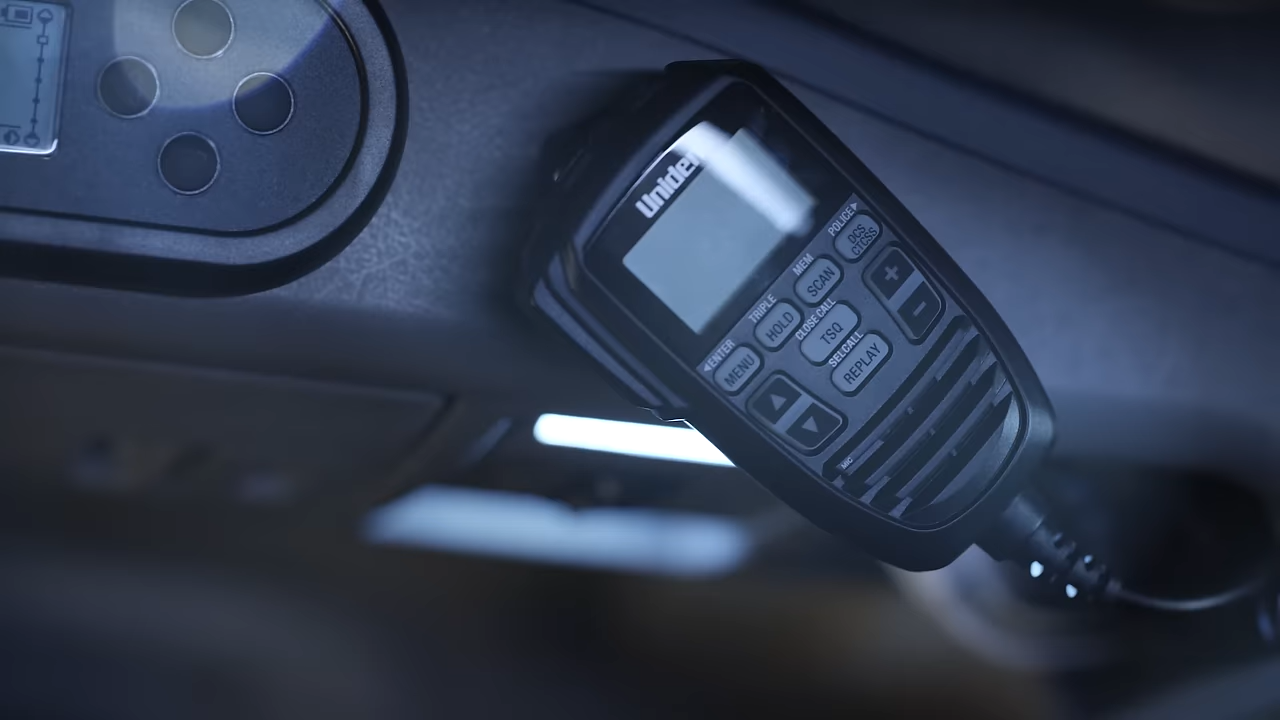 Uniden
POLICE▶
DCS
CTCSS
MEM
SCAN
+
-
TRIPLE
HOLD
CLOSE CALL
TSQ
◀ENTER
MENU
SELCALL
REPLAY
▲
▼
MIC